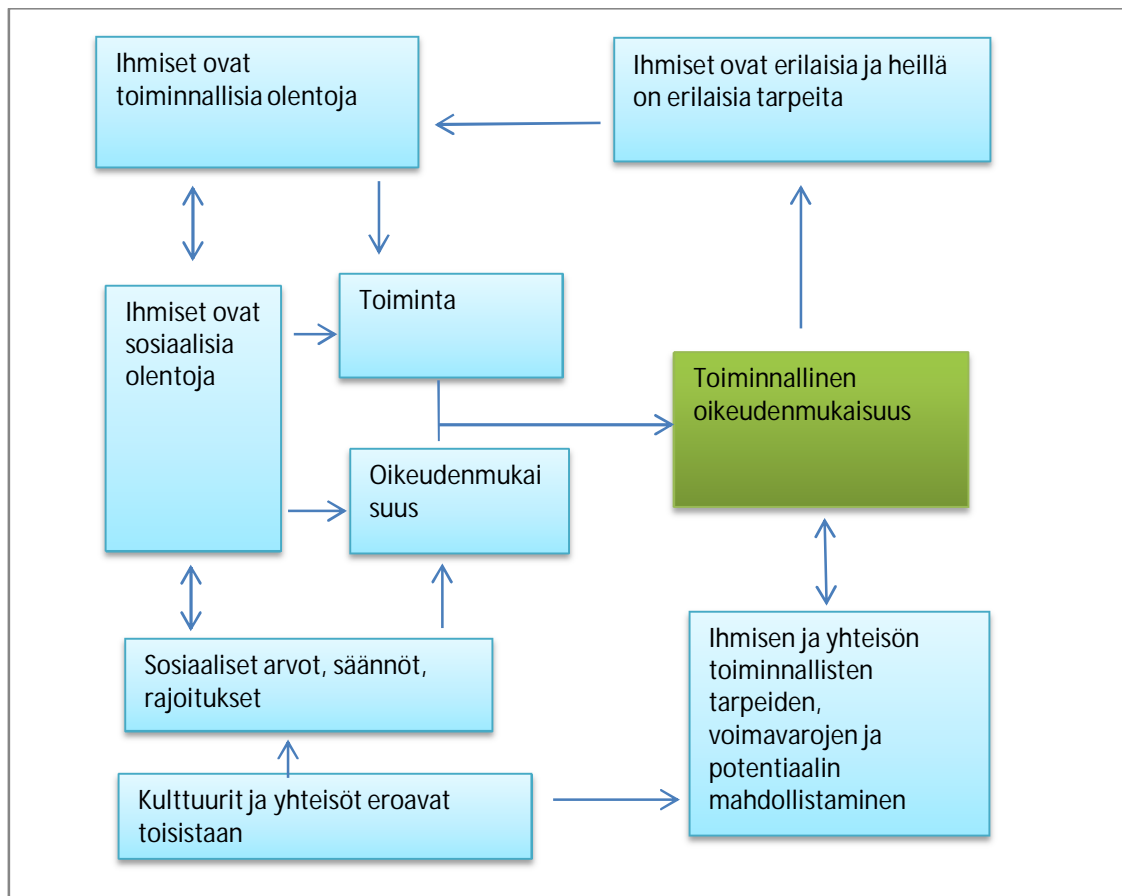 Ihmiset ovat
toiminnallisia olentoja
Ihmiset ovat erilaisia ja heillä
on erilaisia tarpeita
Ihmiset ovat
sosiaalisia
olentoja
Toiminta
Toiminnallinen
oikeudenmukaisuus
Oikeudenmukai
suus
Sosiaaliset arvot, säännöt,
rajoitukset
Ihmisen ja yhteisön
toiminnallisten
tarpeiden,
voimavarojen ja
potentiaalin
mahdollistaminen
Kulttuurit ja yhteisöt eroavat
toisistaan